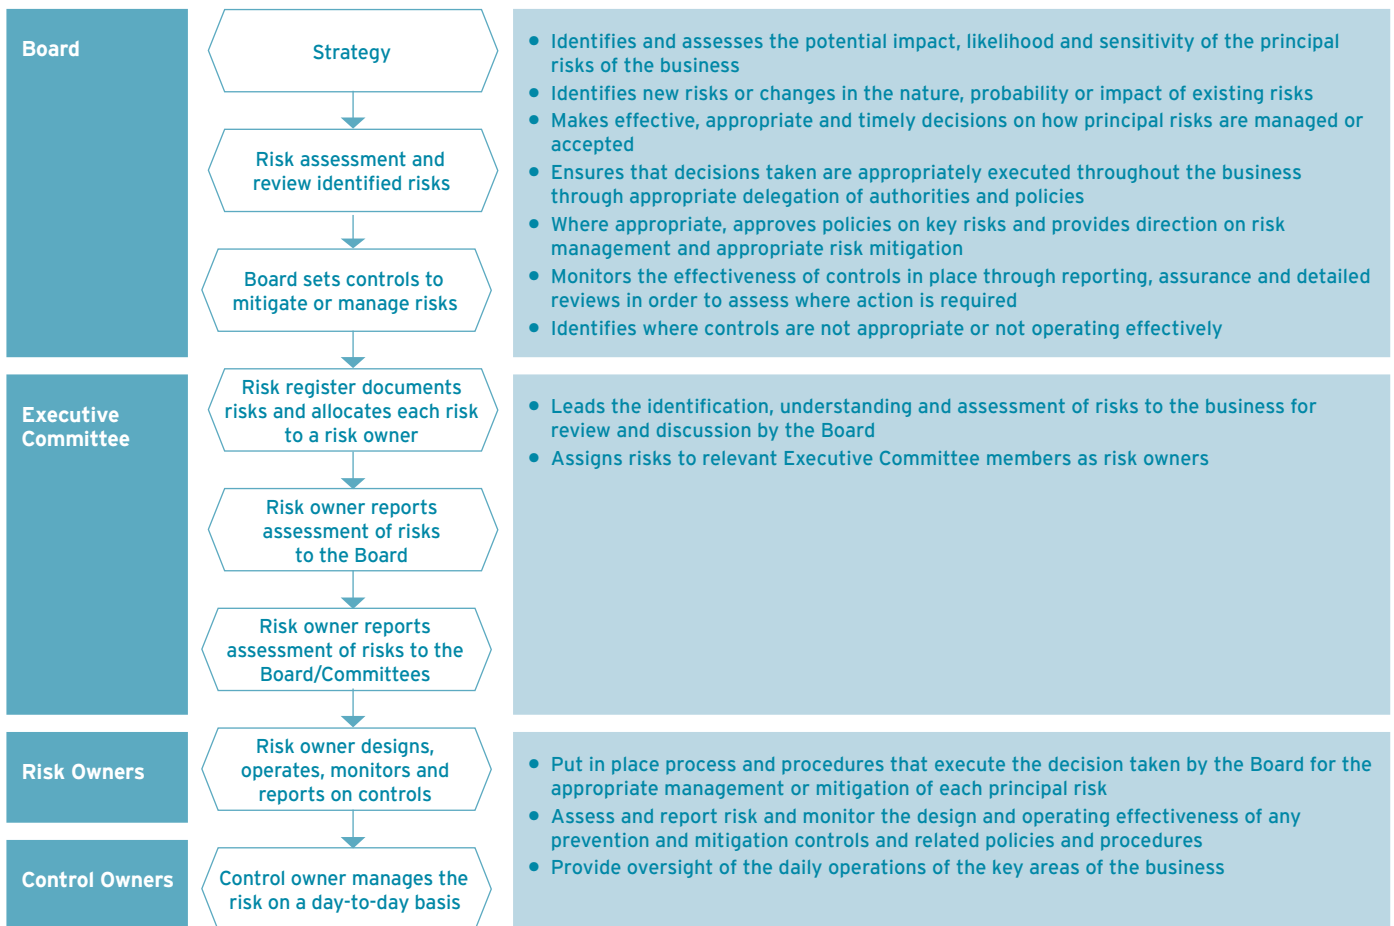 Board
Strategy
Risk assessment and
review identified risks
Board sets controls to
mitigate or manage risks
• Identifies and assesses the potential impact, likelihood and sensitivity of the principal
risks of the business
• Identifies new risks or changes in the nature, probability or impact of existing risks
• Makes effective, appropriate and timely decisions on how principal risks are managed or
accepted
• Ensures that decisions taken are appropriately executed throughout the business
through appropriate delegation of authorities and policies
• Where appropriate, approves policies on key risks and provides direction on risk
management and appropriate risk mitigation
• Monitors the effectiveness of controls in place through reporting, assurance and detailed
reviews in order to assess where action is required
• Identifies where controls are not appropriate or not operating effectively
Executive
Committee
Risk register documents
risks and allocates each risk
to a risk owner
Risk owner reports
assessment of risks
to the Board
Risk owner reports
assessment of risks to the
Board/Committees
• Leads the identification, understanding and assessment of risks to the business for
review and discussion by the Board
• Assigns risks to relevant Executive Committee members as risk owners
Risk Owners
Risk owner designs,
operates, monitors and
reports on controls
Control Owners
Control owner manages the
risk on a day-to-day basis
• Put in place process and procedures that execute the decision taken by the Board for the
appropriate management or mitigation of each principal risk
• Assess and report risk and monitor the design and operating effectiveness of any
prevention and mitigation controls and related policies and procedures
• Provide oversight of the daily operations of the key areas of the business